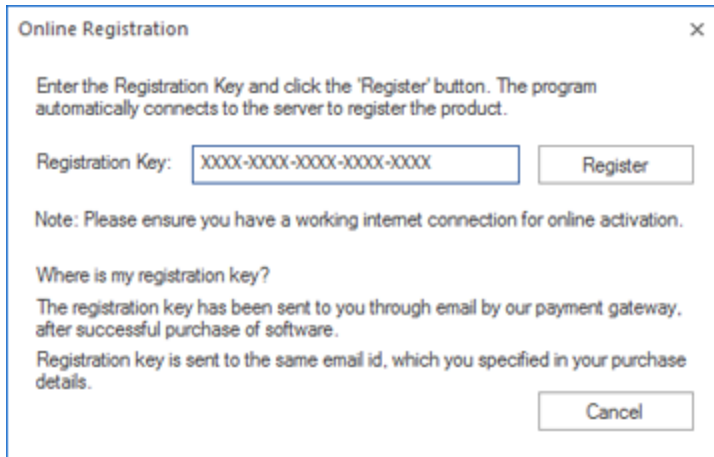 Online Registration
Enter the Registration Key and click the 'Register' button. The program
automatically connects to the server to register the product.
Registration Key: XXXX-XXXX-XXXX-XXXX-XXXX Register
Note: Please ensure you have a working internet connection for online activation.
Where is my registration key?
The registration key has been sent to you through email by our payment gateway,
after successful purchase of software.
Registration key is sent to the same email id, which you specified in your purchase
details.
Cancel